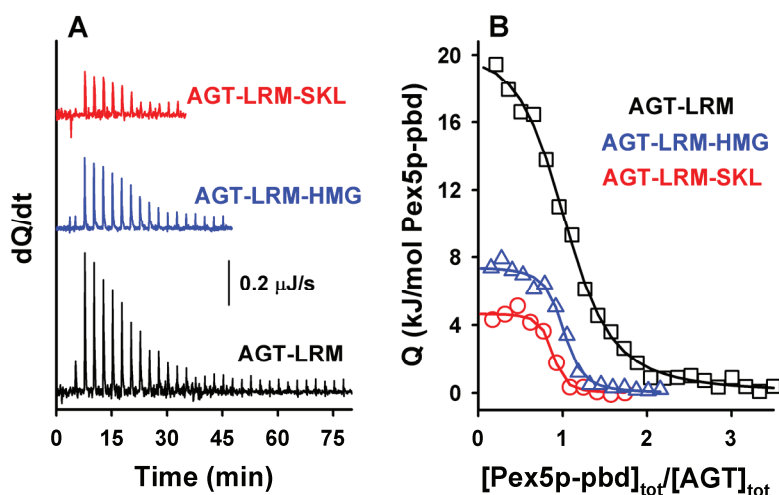 A
AGT-LRM-SKL
AGT-LRM-HMG
0.2 μJ/s
AGT-LRM
dQ/dt
0 15 30 45 60 75
Time (min)
B
AGT-LRM
AGT-LRM-HMG
AGT-LRM-SKL
Q (kJ/mol Pex5p-pbd)
20
16
12
8
4
0
0 1 2 3
[Pex5p-pbd]tot/[AGT]tot